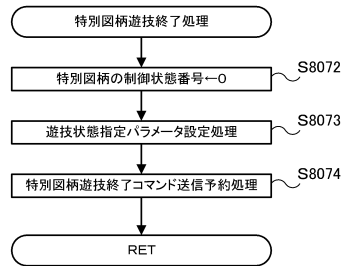 特別図柄遊技終了処理
特別図柄の制御状態番号←0
S8072
遊技状態指定パラメータ設定処理
S8073
特別図柄遊技終了コマンド送信予約処理
S8074
RET